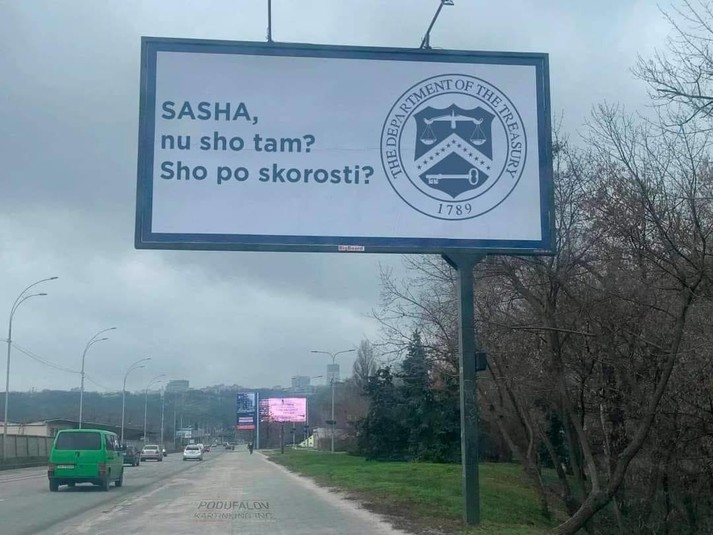 SASHA,
nu sho tam?
Sho po skorosti?
THE DEPARTMENT OF THE TREASURY
1789
PODUFALOV